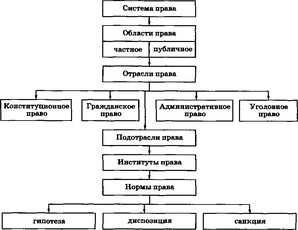 Система права
Области права
частное публичное
Отрасли права
Конституционное право
Гражданское право
Административное право
Уголовное право
Подотрасли права
Институты права
Нормы права
гипотеза
диспозиция
санкция